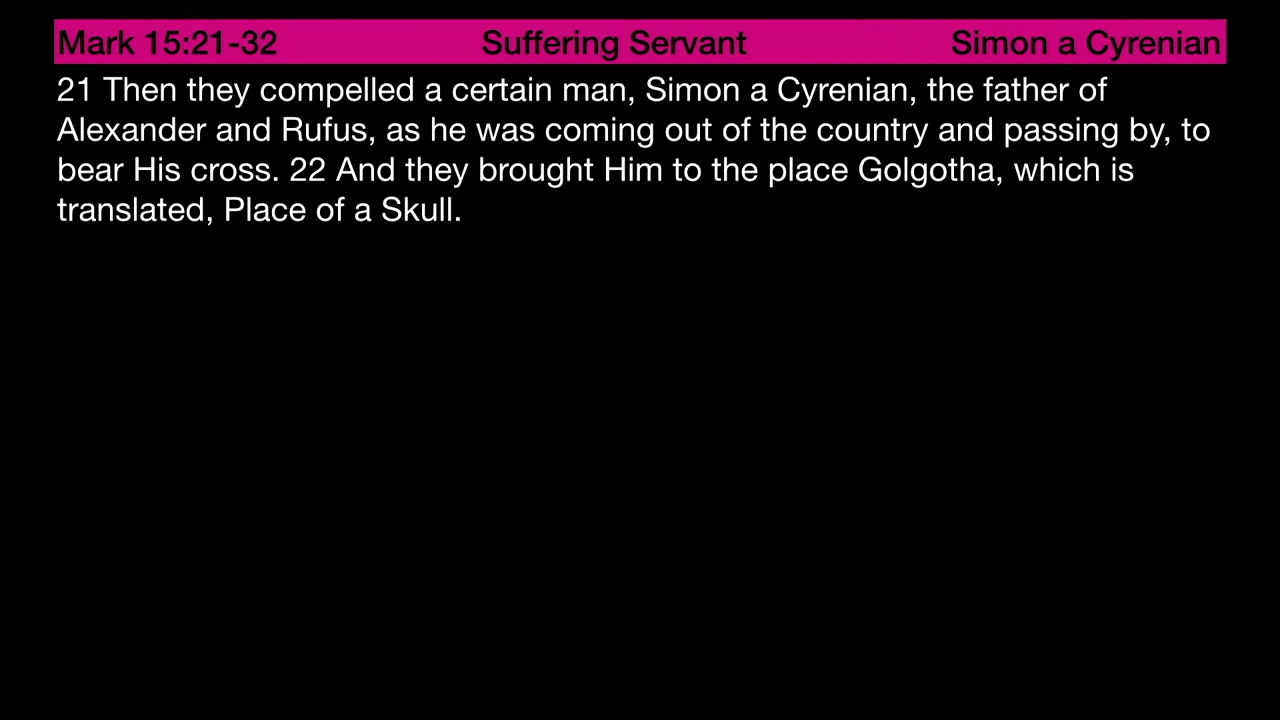 Mark 15:21-32 Suffering Servant Simon a Cyrenian
21 Then they compelled a certain man, Simon a Cyrenian, the father of
Alexander and Rufus, as he was coming out of the country and passing by, to
bear His cross. 22 And they brought Him to the place Golgotha, which is
translated, Place of a Skull.